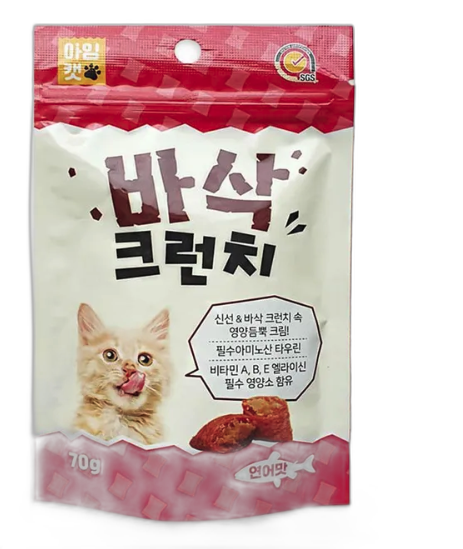 아잉
캣
SGS
바삭
크런치
신선 & 바삭 크런치 속
영양듬뿍 크림!
필수아미노산 타우린
비타민 A, B, E 엘라이신
필수 영양소 함유
70g
연어맛